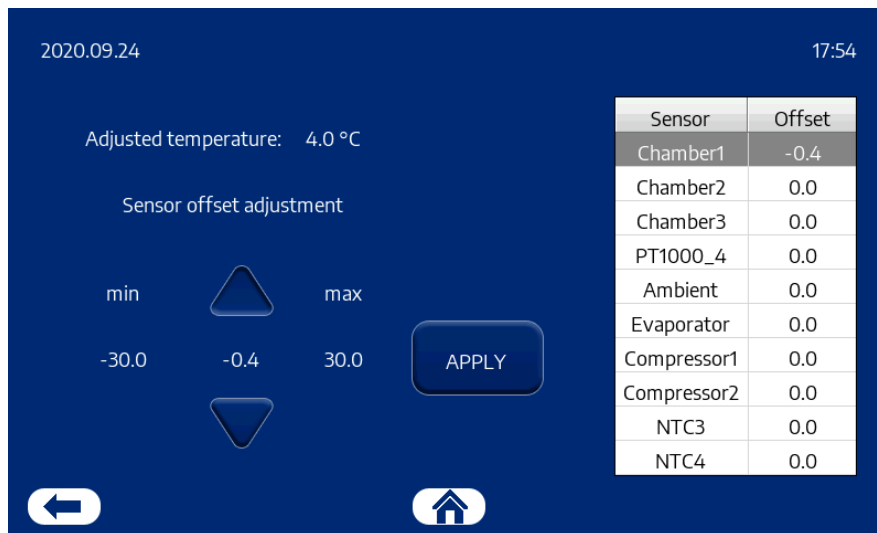 2020.09.24 17:54
Adjusted temperature: 4.0 °C
Sensor offset adjustment
min max
-30.0 -0.4 30.0
APPLY
Sensor Offset
Chamber1 -0.4
Chamber2 0.0
Chamber3 0.0
PT1000_4 0.0
Ambient 0.0
Evaporator 0.0
Compressor1 0.0
Compressor2 0.0
NTC3 0.0
NTC4 0.0